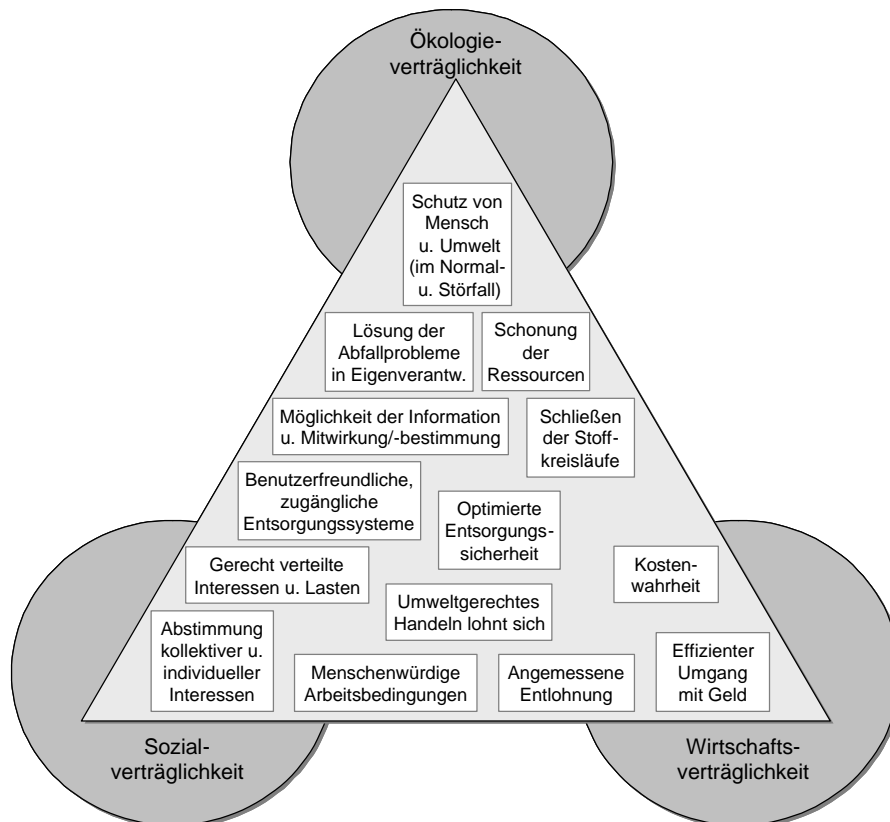 Ökologie-
verträglichkeit
Schutz von
Mensch
u. Umwelt
(im Normal-
u. Störfall)
Lösung der
Abfallprobleme
in Eigenverantw.
Schonung
der
Ressourcen
Möglichkeit der Information
u. Mitwirkung/-bestimmung
Schließen
der Stoff-
kreisläufe
Benutzerfreundliche,
zugängliche
Entsorgungssysteme
Optimierte
Entsorgungs-
sicherheit
Gerecht verteilte
Interessen u. Lasten
Kosten-
wahrheit
Umweltgerechtes
Handeln lohnt sich
Abstimmung
kollektiver u.
individueller
Interessen
Menschenwürdige
Arbeitsbedingungen
Angemessene
Entlohnung
Effizienter
Umgang
mit Geld
Sozial-
verträglichkeit
Wirtschafts-
verträglichkeit